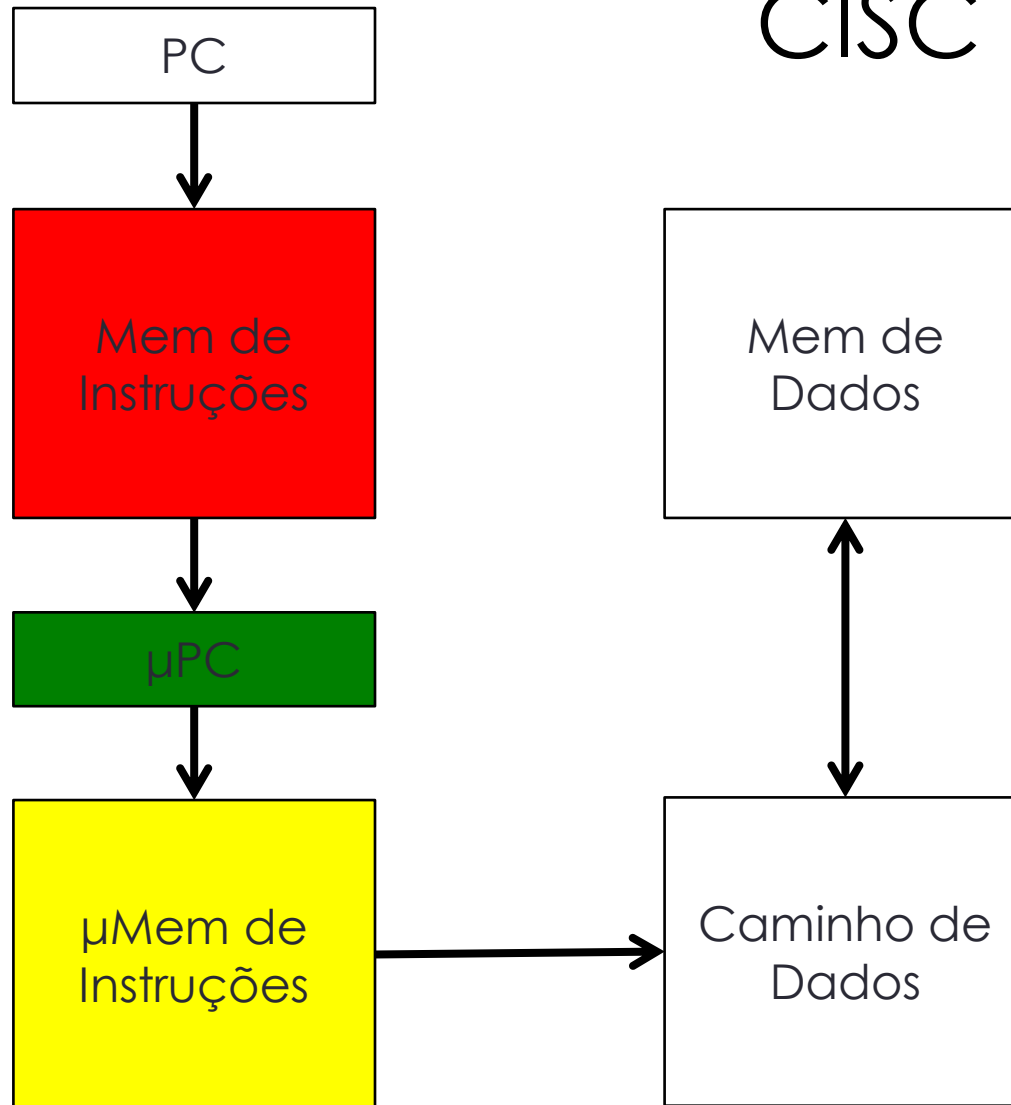 CISC
PC
Mem de
Instruções
Mem de
Dados
µPC
µMem de
Instruções
Caminho de
Dados